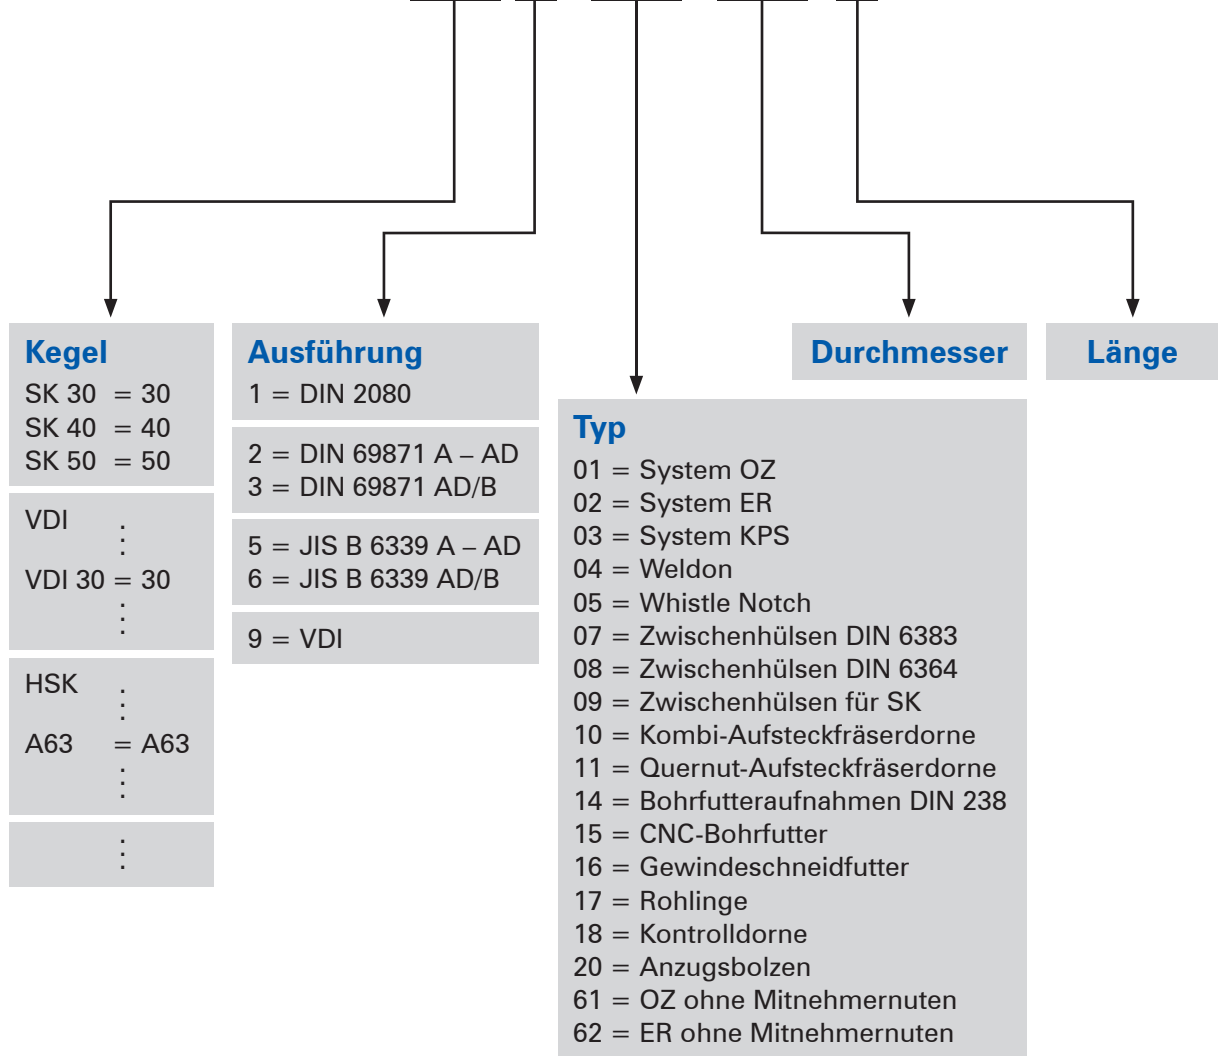 Kegel
SK 30 = 30
SK 40 = 40
SK 50 = 50
VDI
VDI 30 = 30
HSK
A63 = A63
Ausführung
1 = DIN 2080
2 = DIN 69871 A – AD
3 = DIN 69871 AD/B
5 = JIS B 6339 A – AD
6 = JIS B 6339 AD/B
9 = VDI
Typ
01 = System OZ
02 = System ER
03 = System KPS
04 = Weldon
05 = Whistle Notch
07 = Zwischenhülsen DIN 6383
08 = Zwischenhülsen DIN 6364
09 = Zwischenhülsen für SK
10 = Kombi-Aufsteckfräserdorne
11 = Quernut-Aufsteckfräserdorne
14 = Bohrfutteraufnahmen DIN 238
15 = CNC-Bohrfutter
16 = Gewindeschneidfutter
17 = Rohlinge
18 = Kontrolldorne
20 = Anzugsbolzen
61 = OZ ohne Mitnehmernuten
62 = ER ohne Mitnehmernuten
Durchmesser
Länge